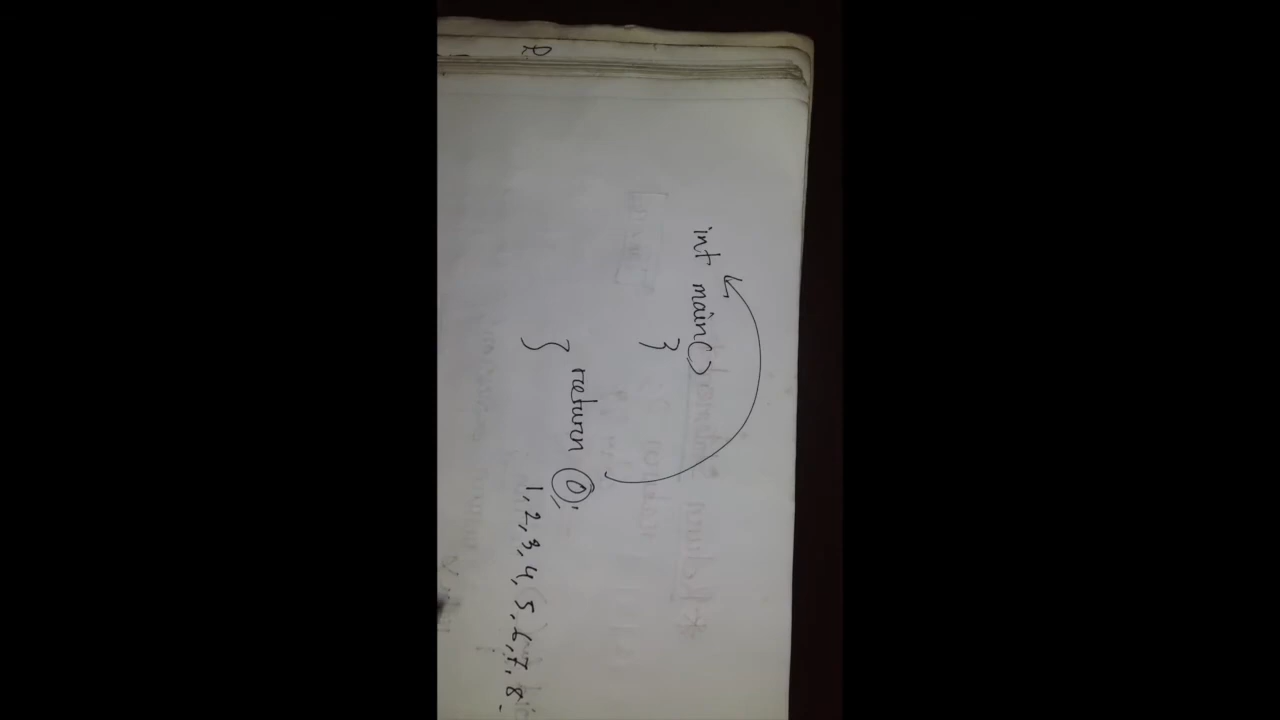 int main()
{
return 0;
1, 2, 3, 4, 5, 6, 7, 8 -
}